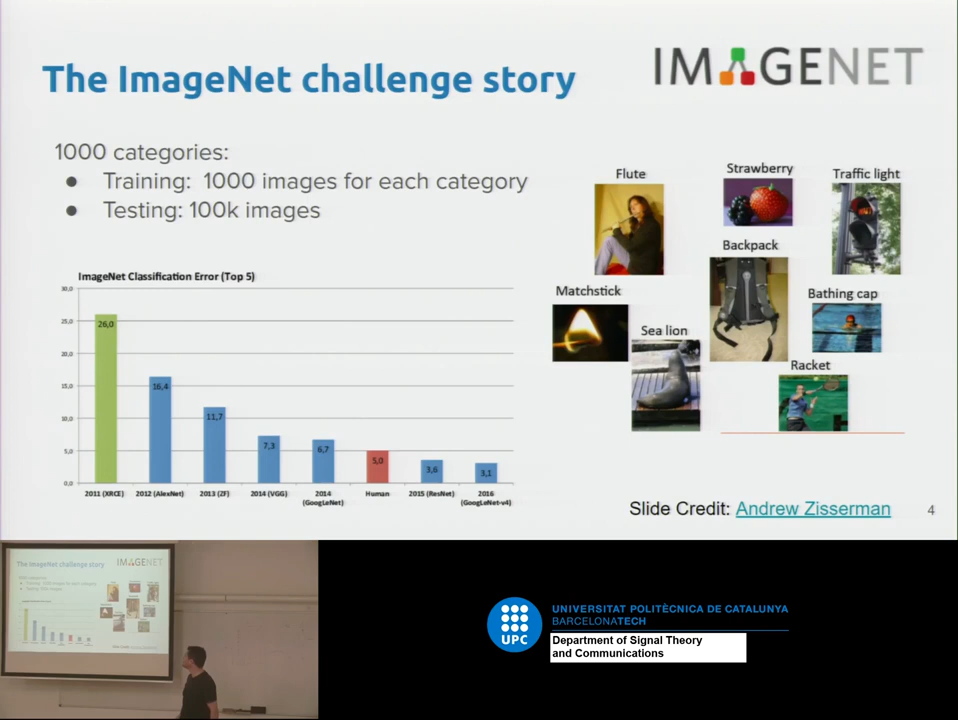 The ImageNet challenge story
IMAGENET
1000 categories:
● Training: 1000 images for each category
● Testing: 100k images
ImageNet Classification Error (Top 5)
30,0
25,0
20,0
15,0
10,0
5,0
0,0
26,0
16,4
11,7
7,3
6,7
5,0
3,6
3,1
2011 (XRCE)
2012 (AlexNet)
2013 (ZF)
2014 (VGG)
2014
(GoogLeNet)
Human
2015 (ResNet)
2016
(GoogLeNet-v4)
Flute
Strawberry
Traffic light
Backpack
Matchstick
Bathing cap
Sea lion
Racket
Slide Credit: Andrew Zisserman
4
The ImageNet challenge story
IMAGENET
UPC
UNIVERSITAT POLITÈCNICA DE CATALUNYA
BARCELONATECH
Department of Signal Theory
and Communications